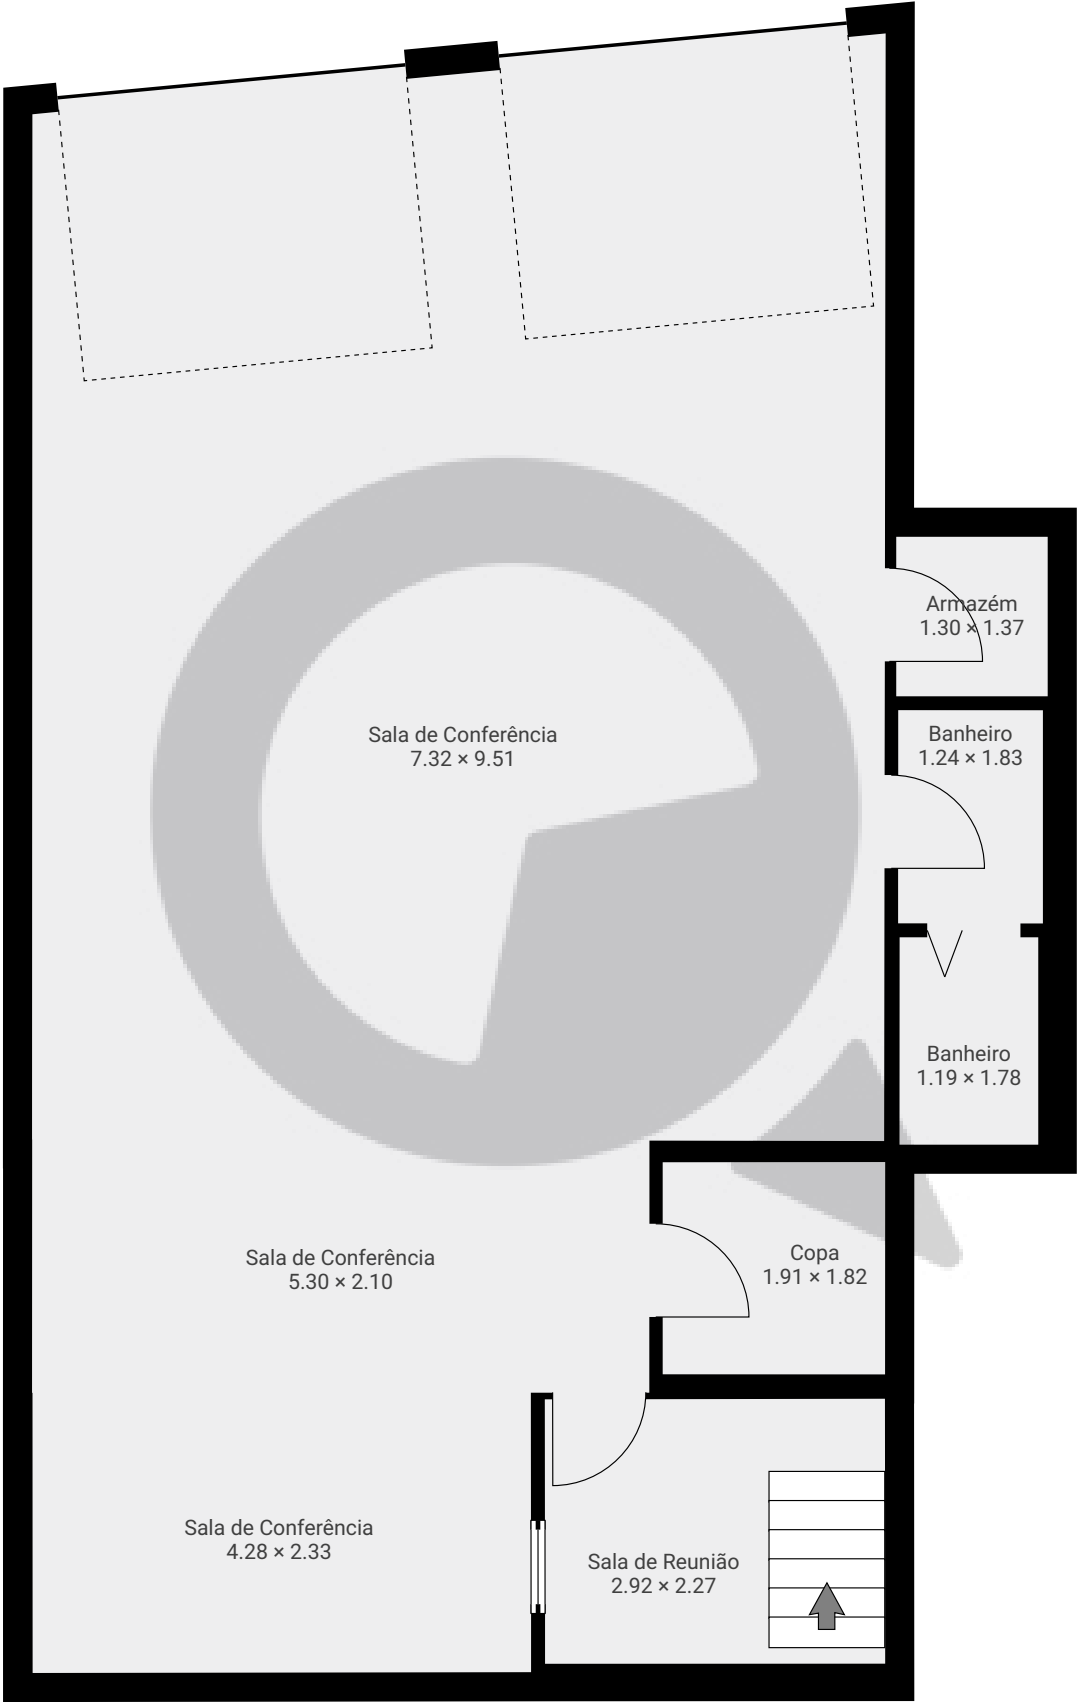 Armazém
1.30 × 1.37
Sala de Conferência
7.32 × 9.51
Banheiro
1.24 × 1.83
Banheiro
1.19 × 1.78
Sala de Conferência
5.30 × 2.10
Copa
1.91 × 1.82
Sala de Conferência
4.28 × 2.33
Sala de Reunião
2.92 × 2.27